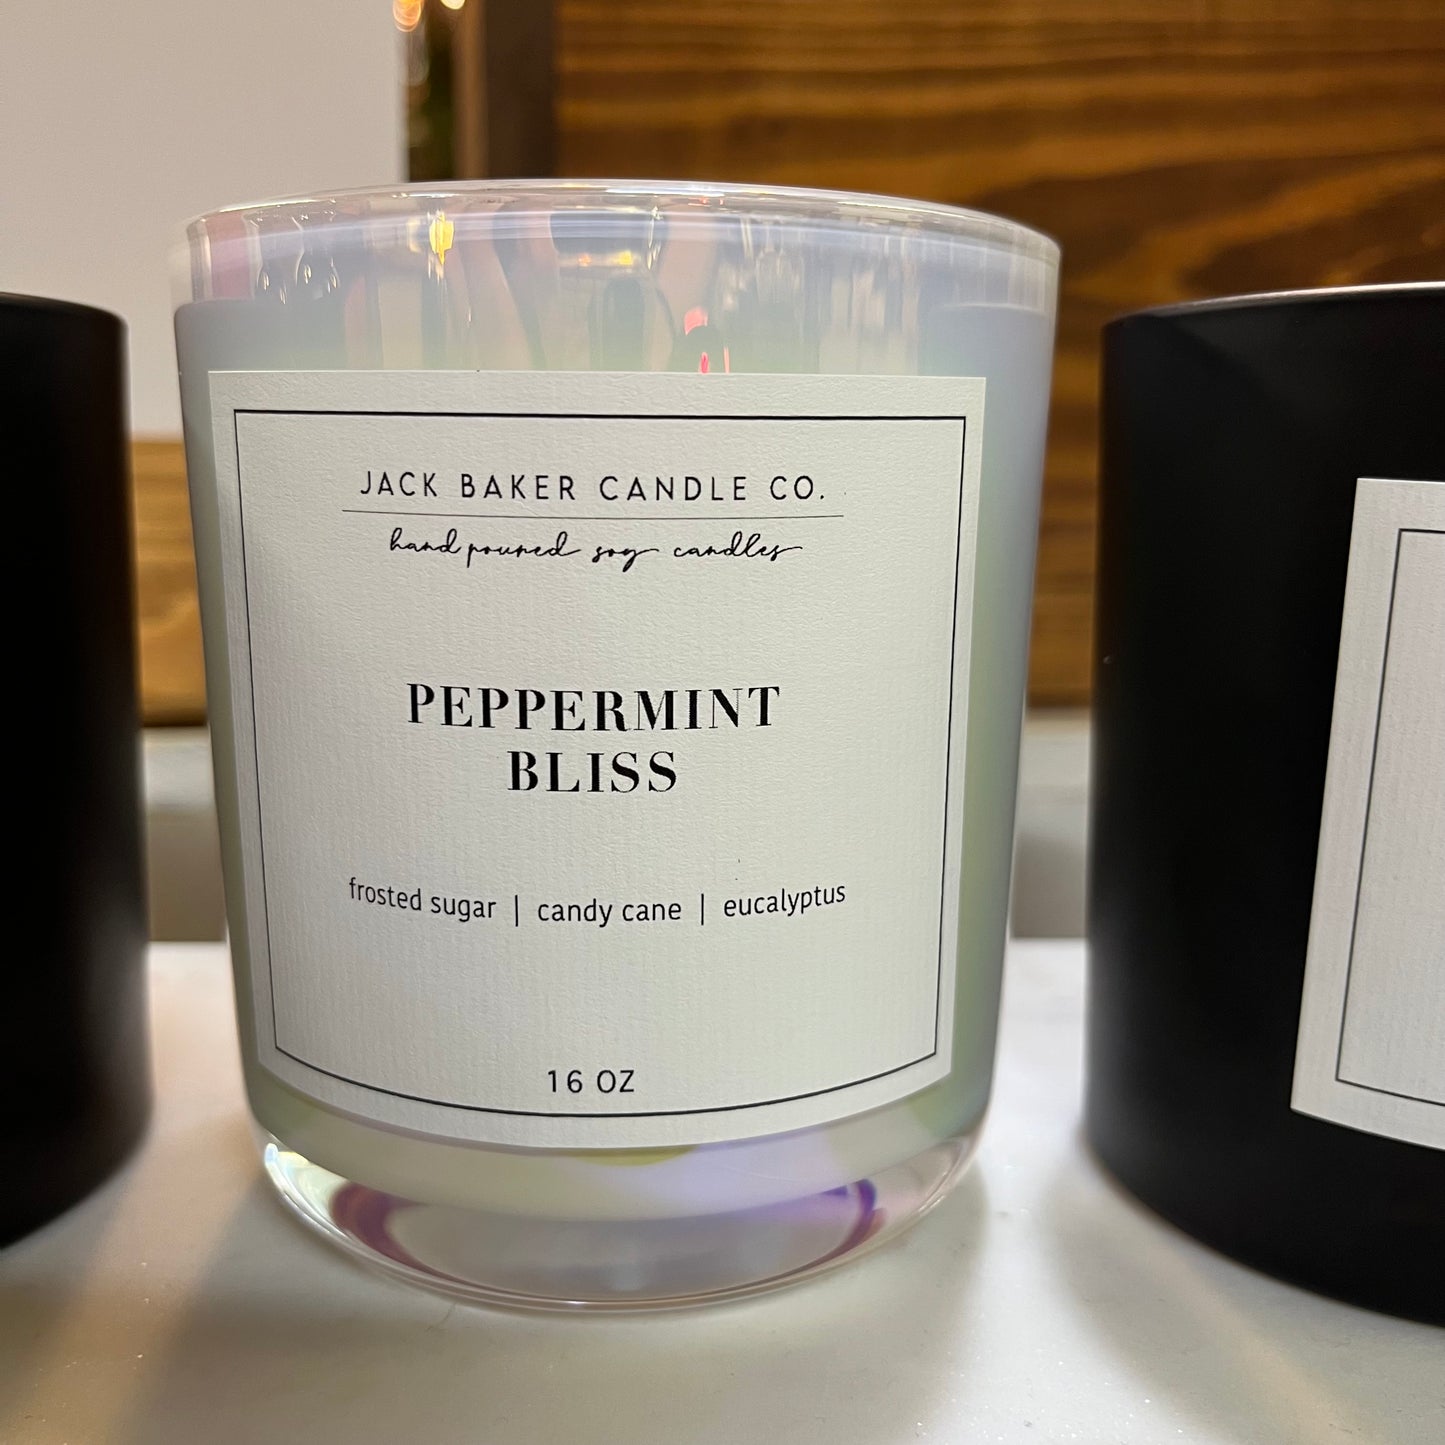 JACK BAKER CANDLE CO.
hand poured soy candles
PEPPERMINT
BLISS
frosted sugar | candy cane | eucalyptus
16 OZ